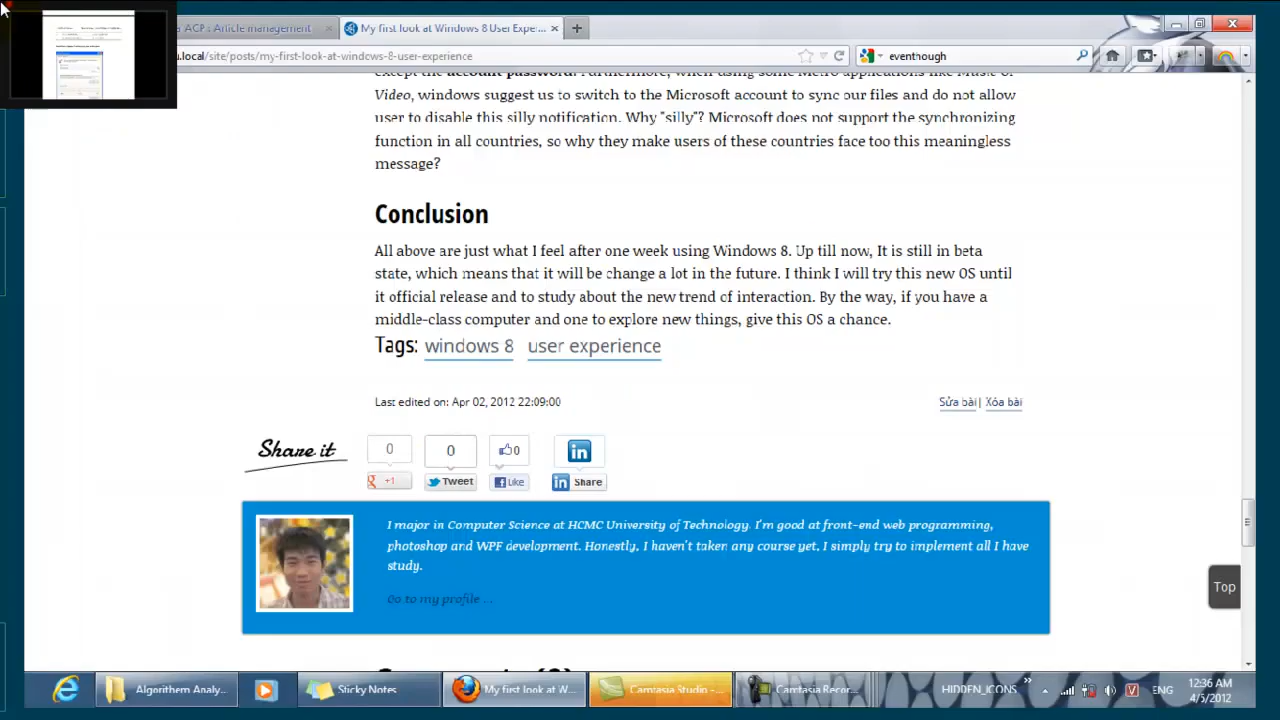 ACP : Article management
My first look at Windows 8 User Expe...
u.local/site/posts/my-first-look-at-windows-8-user-experience
eventhough
except the account password. Furthermore, when using some Metro applications like Music or
Video, windows suggest us to switch to the Microsoft account to sync our files and do not allow
user to disable this silly notification. Why "silly"? Microsoft does not support the synchronizing
function in all countries, so why they make users of these countries face too this meaningless
message?
Conclusion
All above are just what I feel after one week using Windows 8. Up till now, It is still in beta
state, which means that it will be change a lot in the future. I think I will try this new OS until
it official release and to study about the new trend of interaction. By the way, if you have a
middle-class computer and one to explore new things, give this OS a chance.
Tags: windows 8 user experience
Last edited on: Apr 02, 2012 22:09:00
Sửa bài| Xóa bài
Share it
0 0 0
+1 Tweet Like Share
I major in Computer Science at HCMC University of Technology. I'm good at front-end web programming,
photoshop and WPF development. Honestly, I haven't taken any course yet, I simply try to implement all I have
study.
Go to my profile ...
Top
Algorithem Analy...
Sticky Notes
My first look at W...
Camtasia Studio -...
Camtasia Recor...
HIDDEN_ICONS
ENG
12:36 AM
4/5/2012